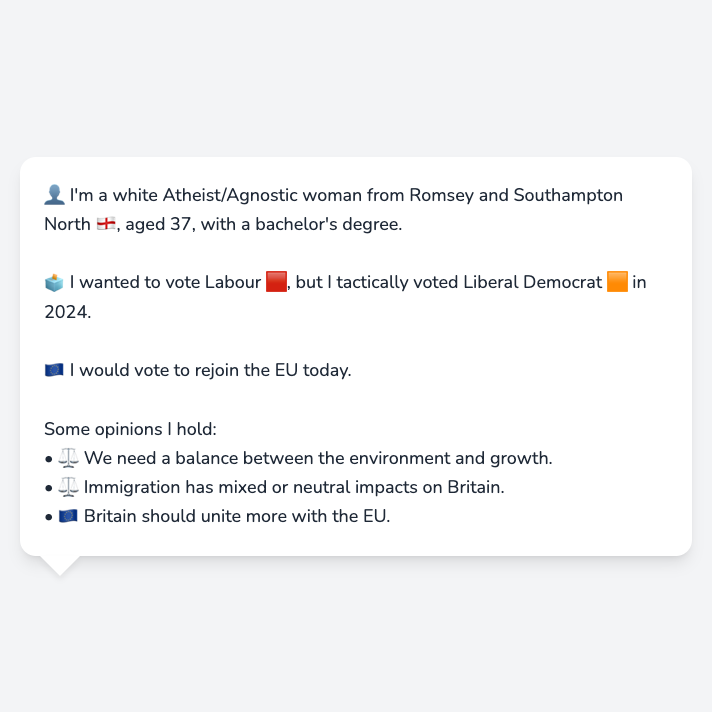 👤 I'm a white Atheist/Agnostic woman from Romsey and Southampton
North 🏴󠁧󠁢󠁥󠁮󠁧󠁿, aged 37, with a bachelor's degree.
🗳️ I wanted to vote Labour 🟥, but I tactically voted Liberal Democrat 🟧 in
2024.
🇪🇺 I would vote to rejoin the EU today.
Some opinions I hold:
• ⚖️ We need a balance between the environment and growth.
• ⚖️ Immigration has mixed or neutral impacts on Britain.
• 🇪🇺 Britain should unite more with the EU.